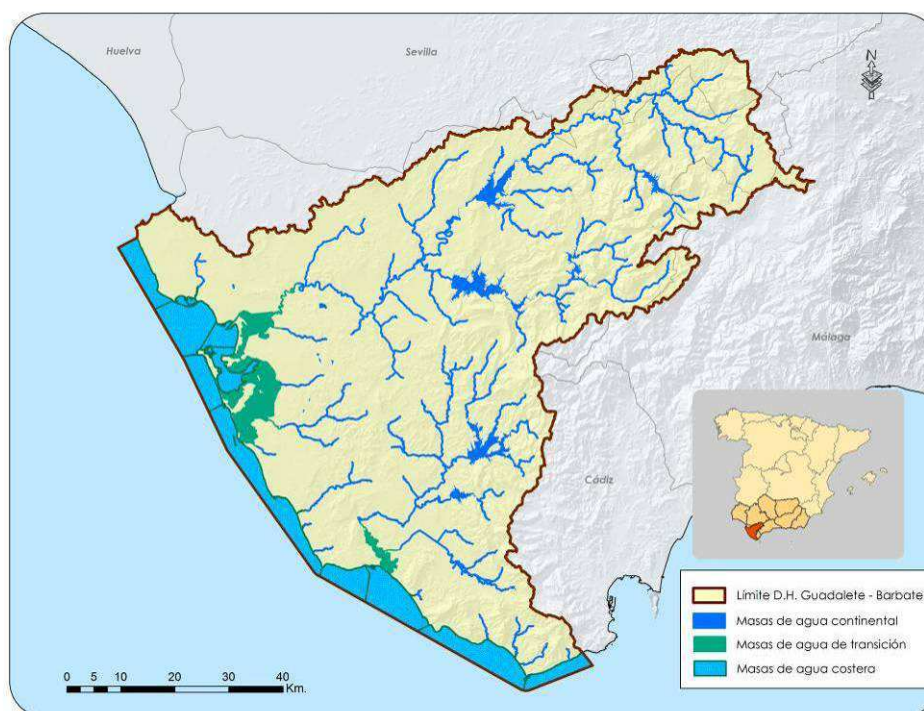 Huelva
Sevilla
N
Málaga
Cádiz
Límite D.H. Guadalete - Barbate
Masas de agua continental
Masas de agua de transición
Masas de agua costera
0 5 10 20 30 40
Km.